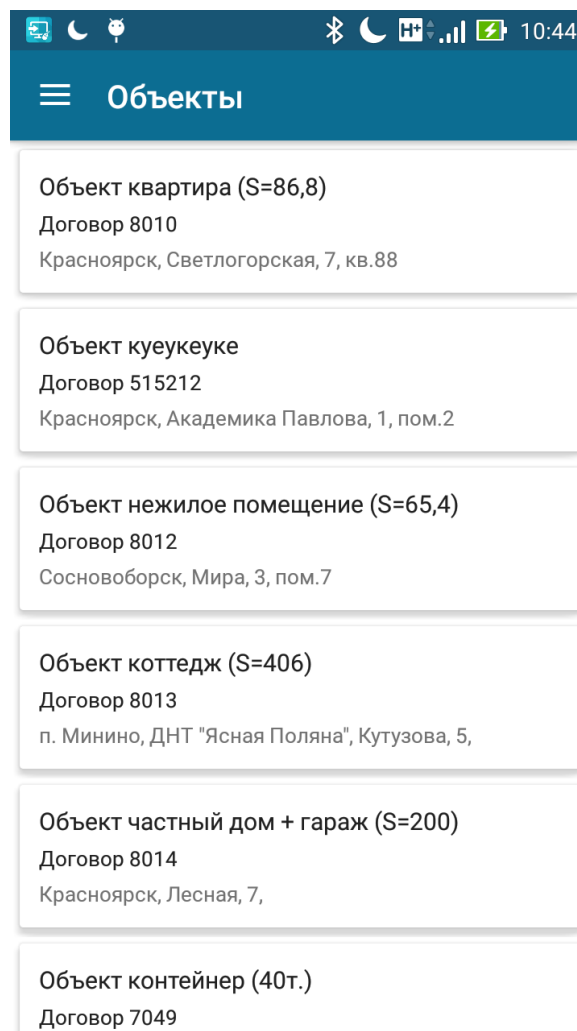 H+ 10:44
Объекты
Объект квартира (S=86,8)
Договор 8010
Красноярск, Светлогорская, 7, кв.88
Объект куеукеуке
Договор 515212
Красноярск, Академика Павлова, 1, пом.2
Объект нежилое помещение (S=65,4)
Договор 8012
Сосновоборск, Мира, 3, пом.7
Объект коттедж (S=406)
Договор 8013
п. Минино, ДНТ "Ясная Поляна", Кутузова, 5,
Объект частный дом + гараж (S=200)
Договор 8014
Красноярск, Лесная, 7,
Объект контейнер (40т.)
Договор 7049